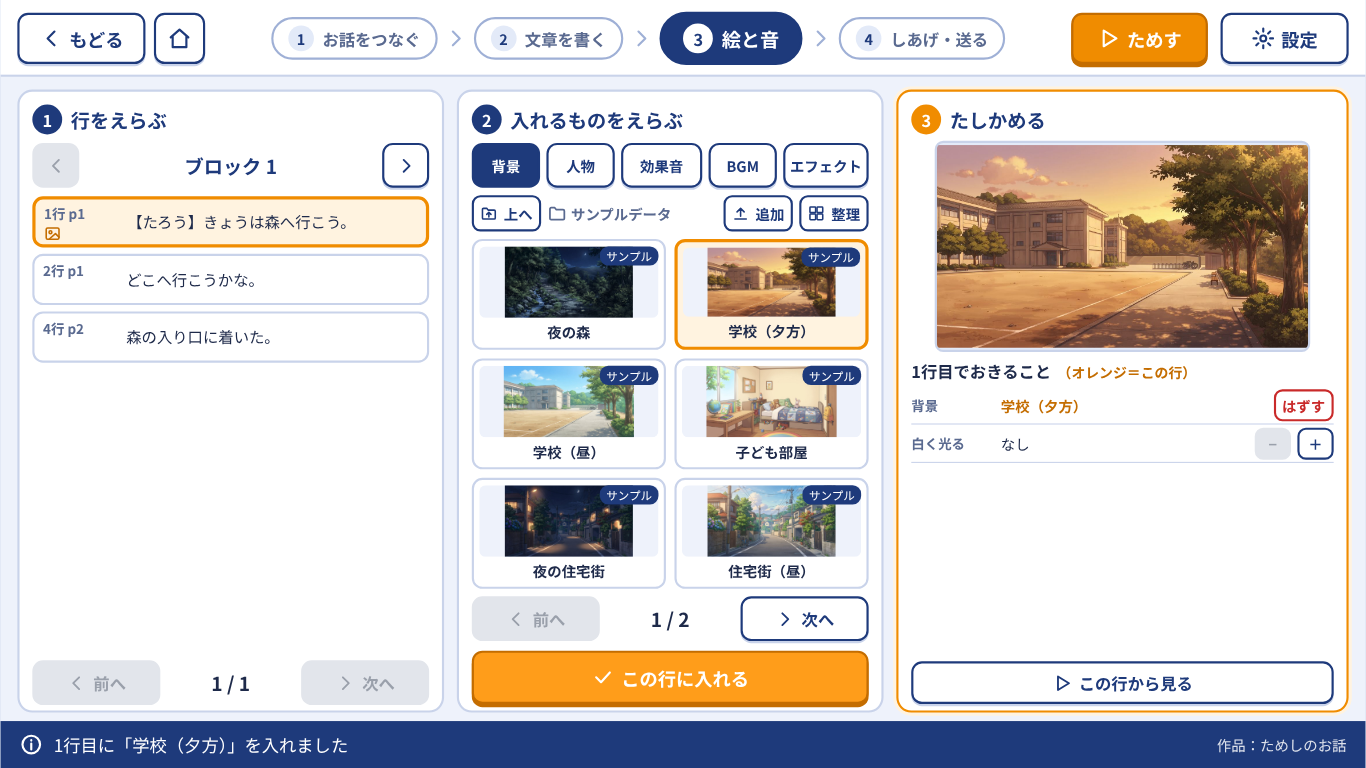 もどる
1 お話をつなぐ
2 文章を書く
3 絵と音
4 しあげ・送る
ためす
設定
1 行をえらぶ
ブロック 1
1行 p1 【たろう】きょうは森へ行こう。
2行 p1 どこへ行こうかな。
4行 p2 森の入り口に着いた。
前へ 1 / 1 次へ
2 入れるものをえらぶ
背景 人物 効果音 BGM エフェクト
上へ サンプルデータ 追加 整理
サンプル サンプル
夜の森 学校（夕方）
サンプル サンプル
学校（昼） 子ども部屋
サンプル サンプル
夜の住宅街 住宅街（昼）
前へ 1 / 2 次へ
この行に入れる
3 たしかめる
1行目でおきること （オレンジ＝この行）
背景 学校（夕方） はずす
白く光る なし − +
この行から見る
1行目に「学校（夕方）」を入れました
作品：ためしのお話